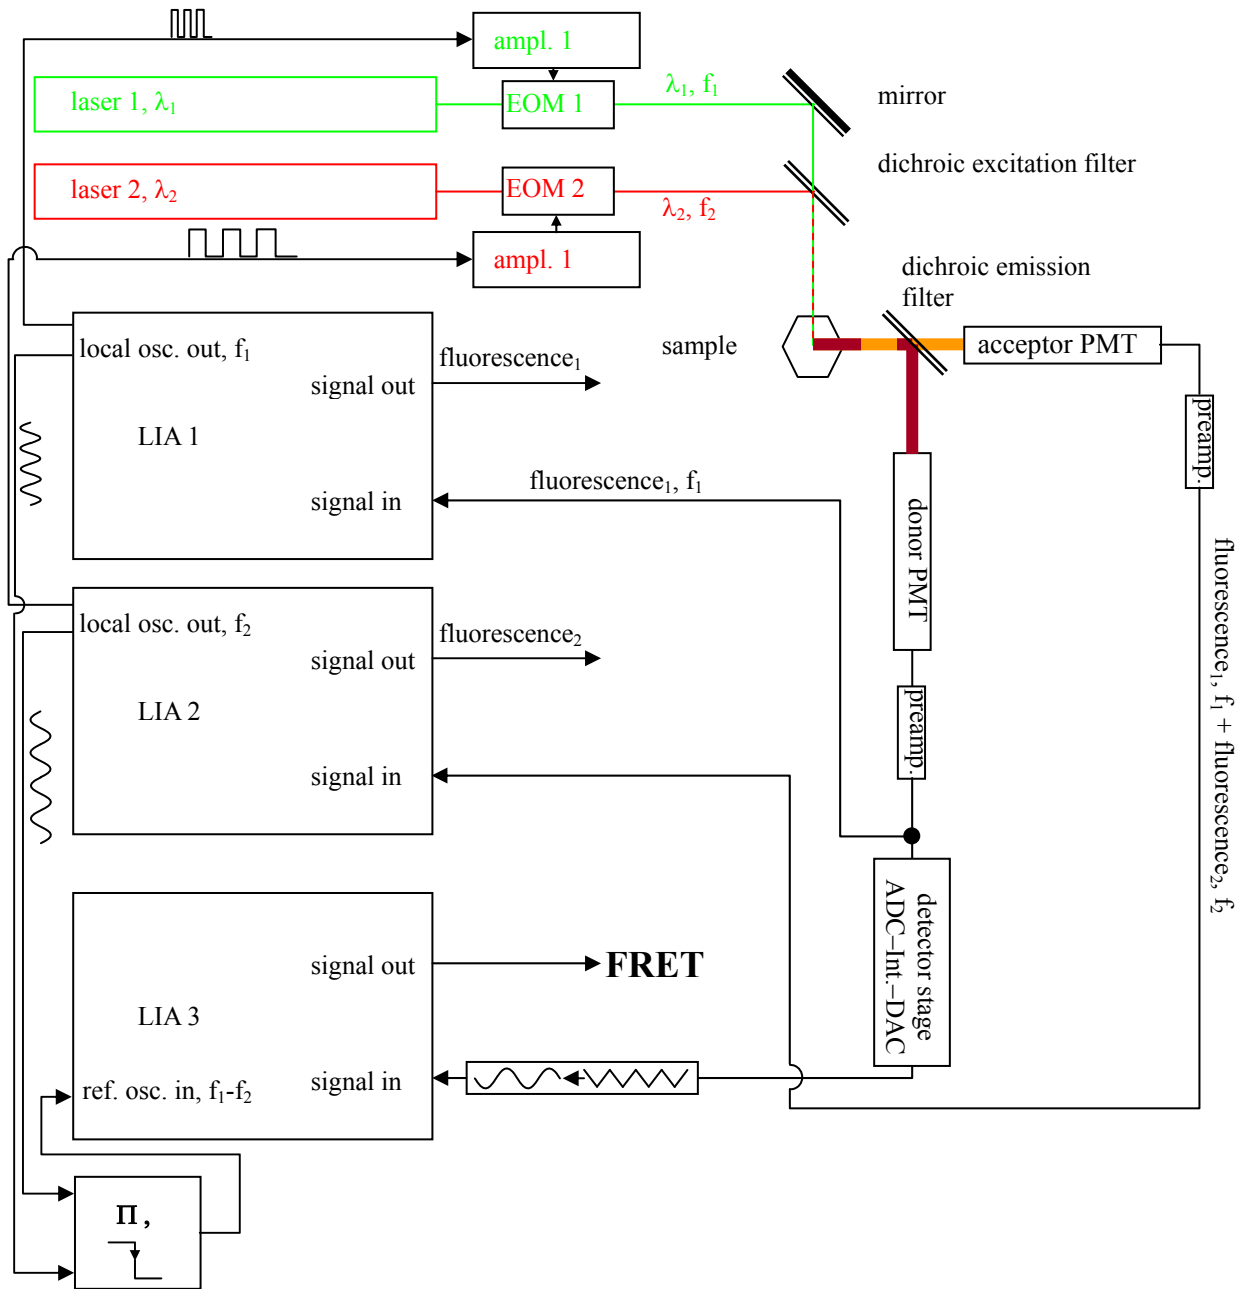 ampl. 1
laser 1, λ₁
EOM 1
λ₁, f₁
mirror
dichroic excitation filter
laser 2, λ₂
EOM 2
λ₂, f₂
ampl. 1
dichroic emission
filter
local osc. out, f₁
sample
acceptor PMT
signal out
fluorescence₁
LIA 1
preamp.
signal in
fluorescence₁, f₁
donor PMT
fluorescence₁, f₁ + fluorescence₂, f₂
local osc. out, f₂
signal out
fluorescence₂
LIA 2
preamp.
signal in
detector stage
ADC–Int.–DAC
signal out
FRET
LIA 3
signal in
ref. osc. in, f₁-f₂
Π ,